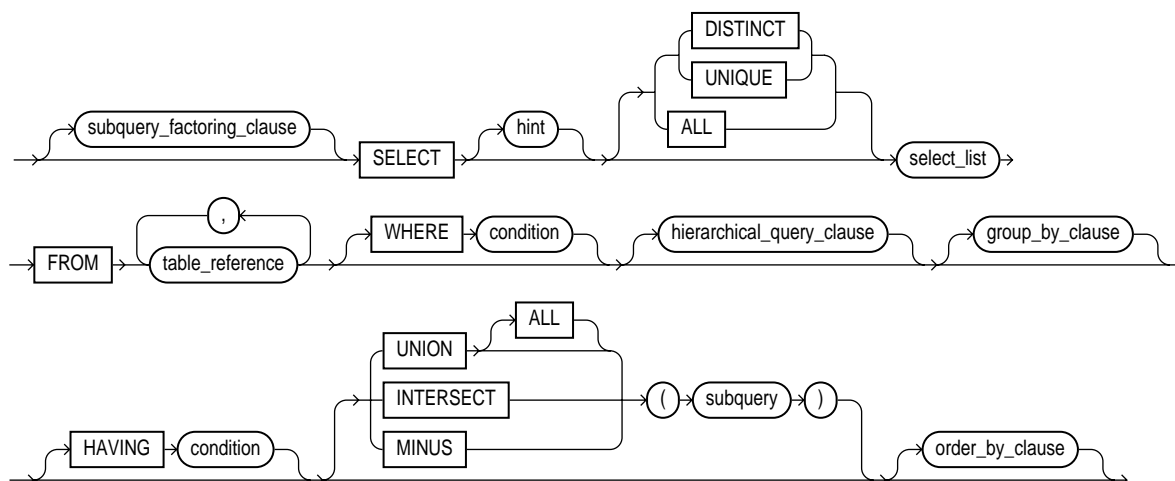 DISTINCT
UNIQUE
subquery_factoring_clause hint ALL
SELECT select_list
,
WHERE condition hierarchical_query_clause group_by_clause
FROM table_reference
ALL
UNION
INTERSECT ( subquery )
HAVING condition MINUS order_by_clause